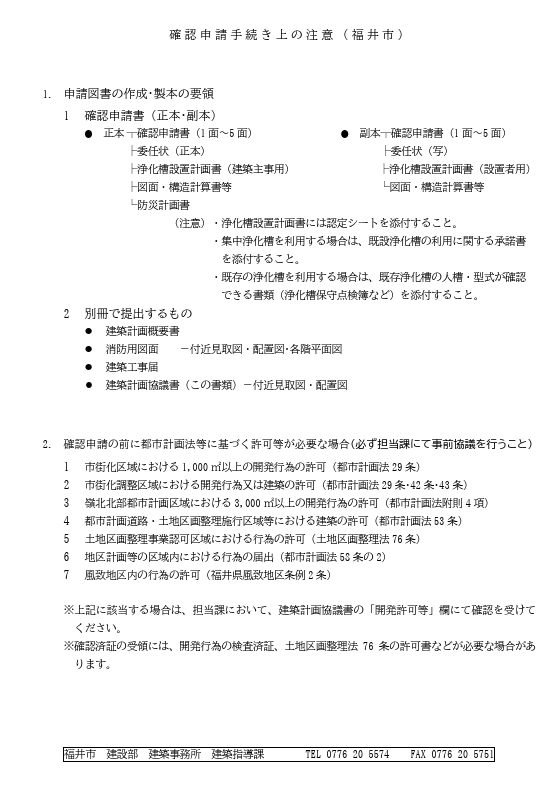 確認申請手続き上の注意（福井市）
1. 申請図書の作成･製本の要領
1 確認申請書（正本･副本）
● 正本┬確認申請書（1面～5面） ● 副本┬確認申請書（1面～5面）
├委任状（正本） ├委任状（写）
├浄化槽設置計画書（建築主事用） ├浄化槽設置計画書（設置者用）
├図面・構造計算書等 └図面・構造計算書等
└防災計画書
（注意）・浄化槽設置計画書には認定シートを添付すること。
・集中浄化槽を利用する場合は、既設浄化槽の利用に関する承諾書
を添付すること。
・既存の浄化槽を利用する場合は、既存浄化槽の人槽・型式が確認
できる書類（浄化槽保守点検簿など）を添付すること。
2 別冊で提出するもの
● 建築計画概要書
● 消防用図面 －付近見取図・配置図･各階平面図
● 建築工事届
● 建築計画協議書（この書類）－付近見取図・配置図
2. 確認申請の前に都市計画法等に基づく許可等が必要な場合(必ず担当課にて事前協議を行うこと)
1 市街化区域における1,000㎡以上の開発行為の許可（都市計画法29条）
2 市街化調整区域における開発行為又は建築の許可（都市計画法29条･42条･43条）
3 嶺北北部都市計画区域における3,000㎡以上の開発行為の許可（都市計画法附則4項）
4 都市計画道路・土地区画整理施行区域等における建築の許可（都市計画法53条）
5 土地区画整理事業認可区域における行為の許可（土地区画整理法76条）
6 地区計画等の区域内における行為の届出（都市計画法58条の2）
7 風致地区内の行為の許可（福井県風致地区条例2条）
※上記に該当する場合は、担当課において、建築計画協議書の「開発許可等」欄にて確認を受けて
ください。
※確認済証の受領には、開発行為の検査済証、土地区画整理法 76 条の許可書などが必要な場合があ
ります。
福井市 建設部 建築事務所 建築指導課 TEL 0776 20 5574 FAX 0776 20 5751